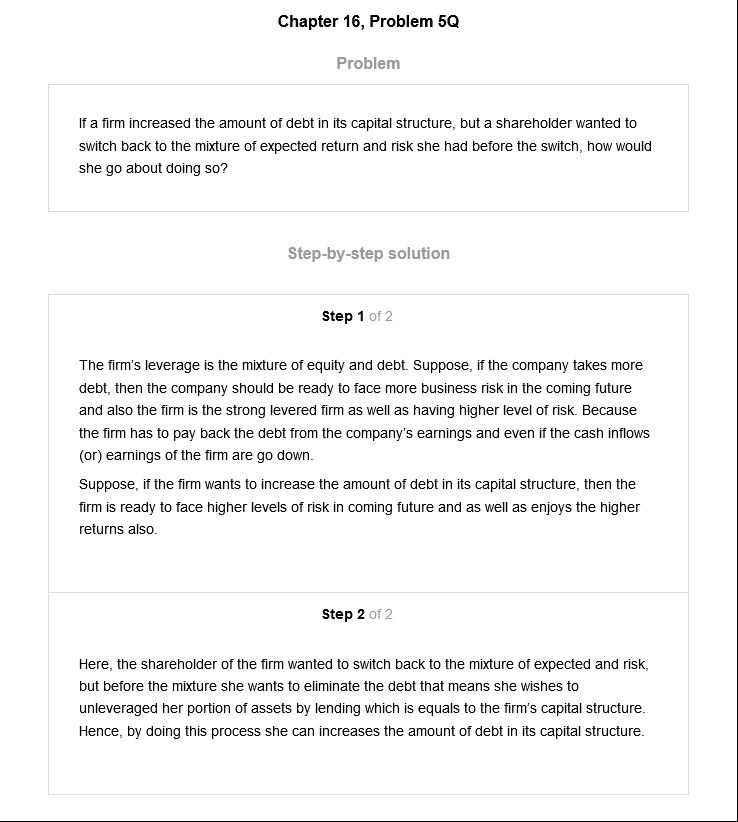 Chapter 16, Problem 5Q
Problem
If a firm increased the amount of debt in its capital structure, but a shareholder wanted to
switch back to the mixture of expected return and risk she had before the switch, how would
she go about doing so?
Step-by-step solution
Step 1 of 2
The firm's leverage is the mixture of equity and debt. Suppose, if the company takes more
debt, then the company should be ready to face more business risk in the coming future
and also the firm is the strong levered firm as well as having higher level of risk. Because
the firm has to pay back the debt from the company's earnings and even if the cash inflows
(or) earnings of the firm are go down.
Suppose, if the firm wants to increase the amount of debt in its capital structure, then the
firm is ready to face higher levels of risk in coming future and as well as enjoys the higher
returns also.
Step 2 of 2
Here, the shareholder of the firm wanted to switch back to the mixture of expected and risk,
but before the mixture she wants to eliminate the debt that means she wishes to
unleveraged her portion of assets by lending which is equals to the firm's capital structure.
Hence, by doing this process she can increases the amount of debt in its capital structure.